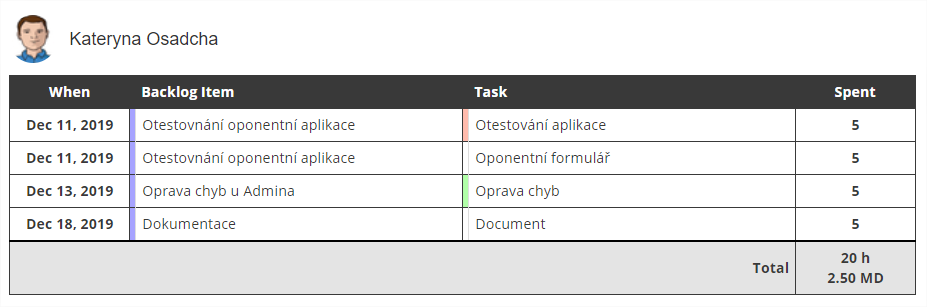 Kateryna Osadcha
When Backlog Item Task Spent
Dec 11, 2019 Otestovnání oponentní aplikace Otestování aplikace 5
Dec 11, 2019 Otestovnání oponentní aplikace Oponentní formulář 5
Dec 13, 2019 Oprava chyb u Admina Oprava chyb 5
Dec 18, 2019 Dokumentace Document 5
Total 20 h
2.50 MD